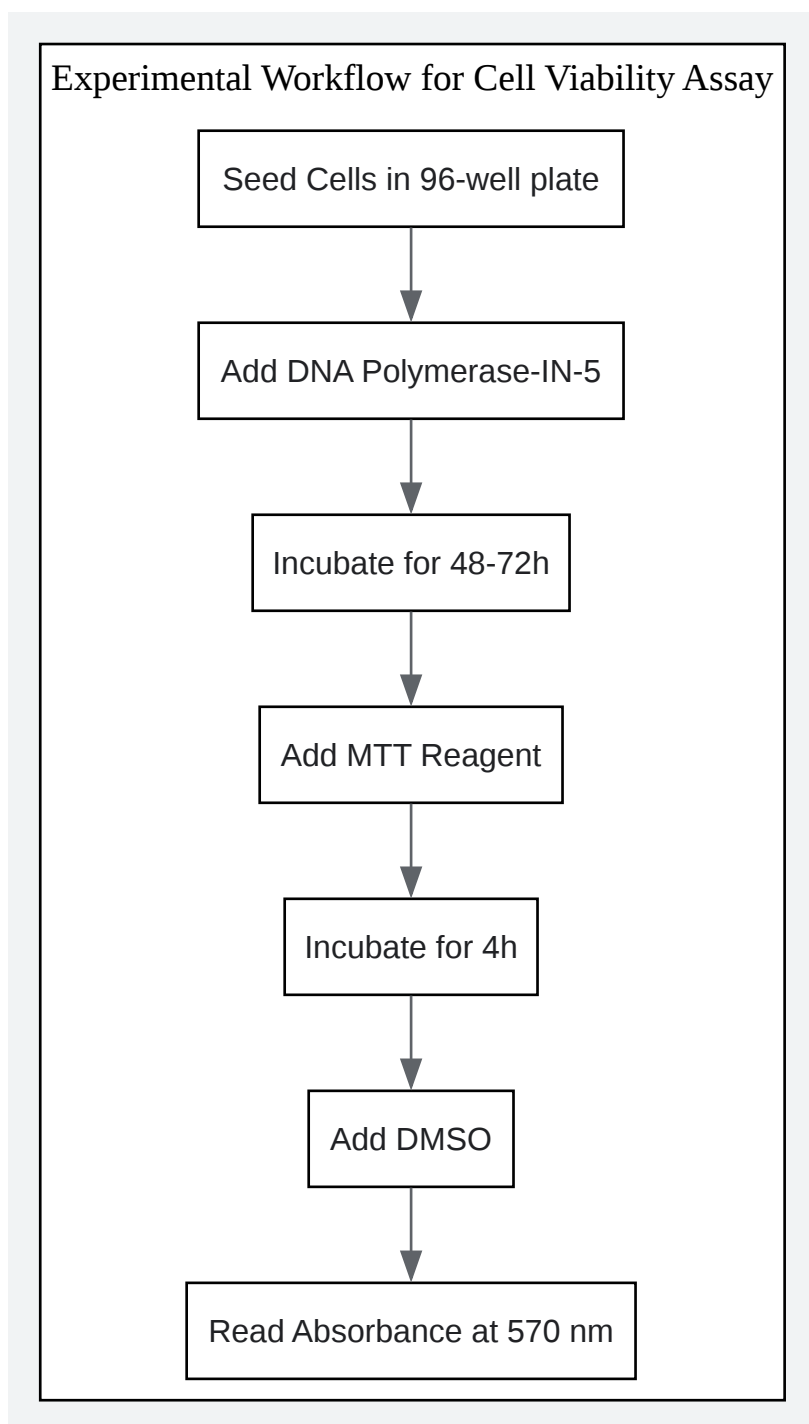 Experimental Workflow for Cell Viability Assay
Seed Cells in 96-well plate
Add DNA Polymerase-IN-5
Incubate for 48-72h
Add MTT Reagent
Incubate for 4h
Add DMSO
Read Absorbance at 570 nm